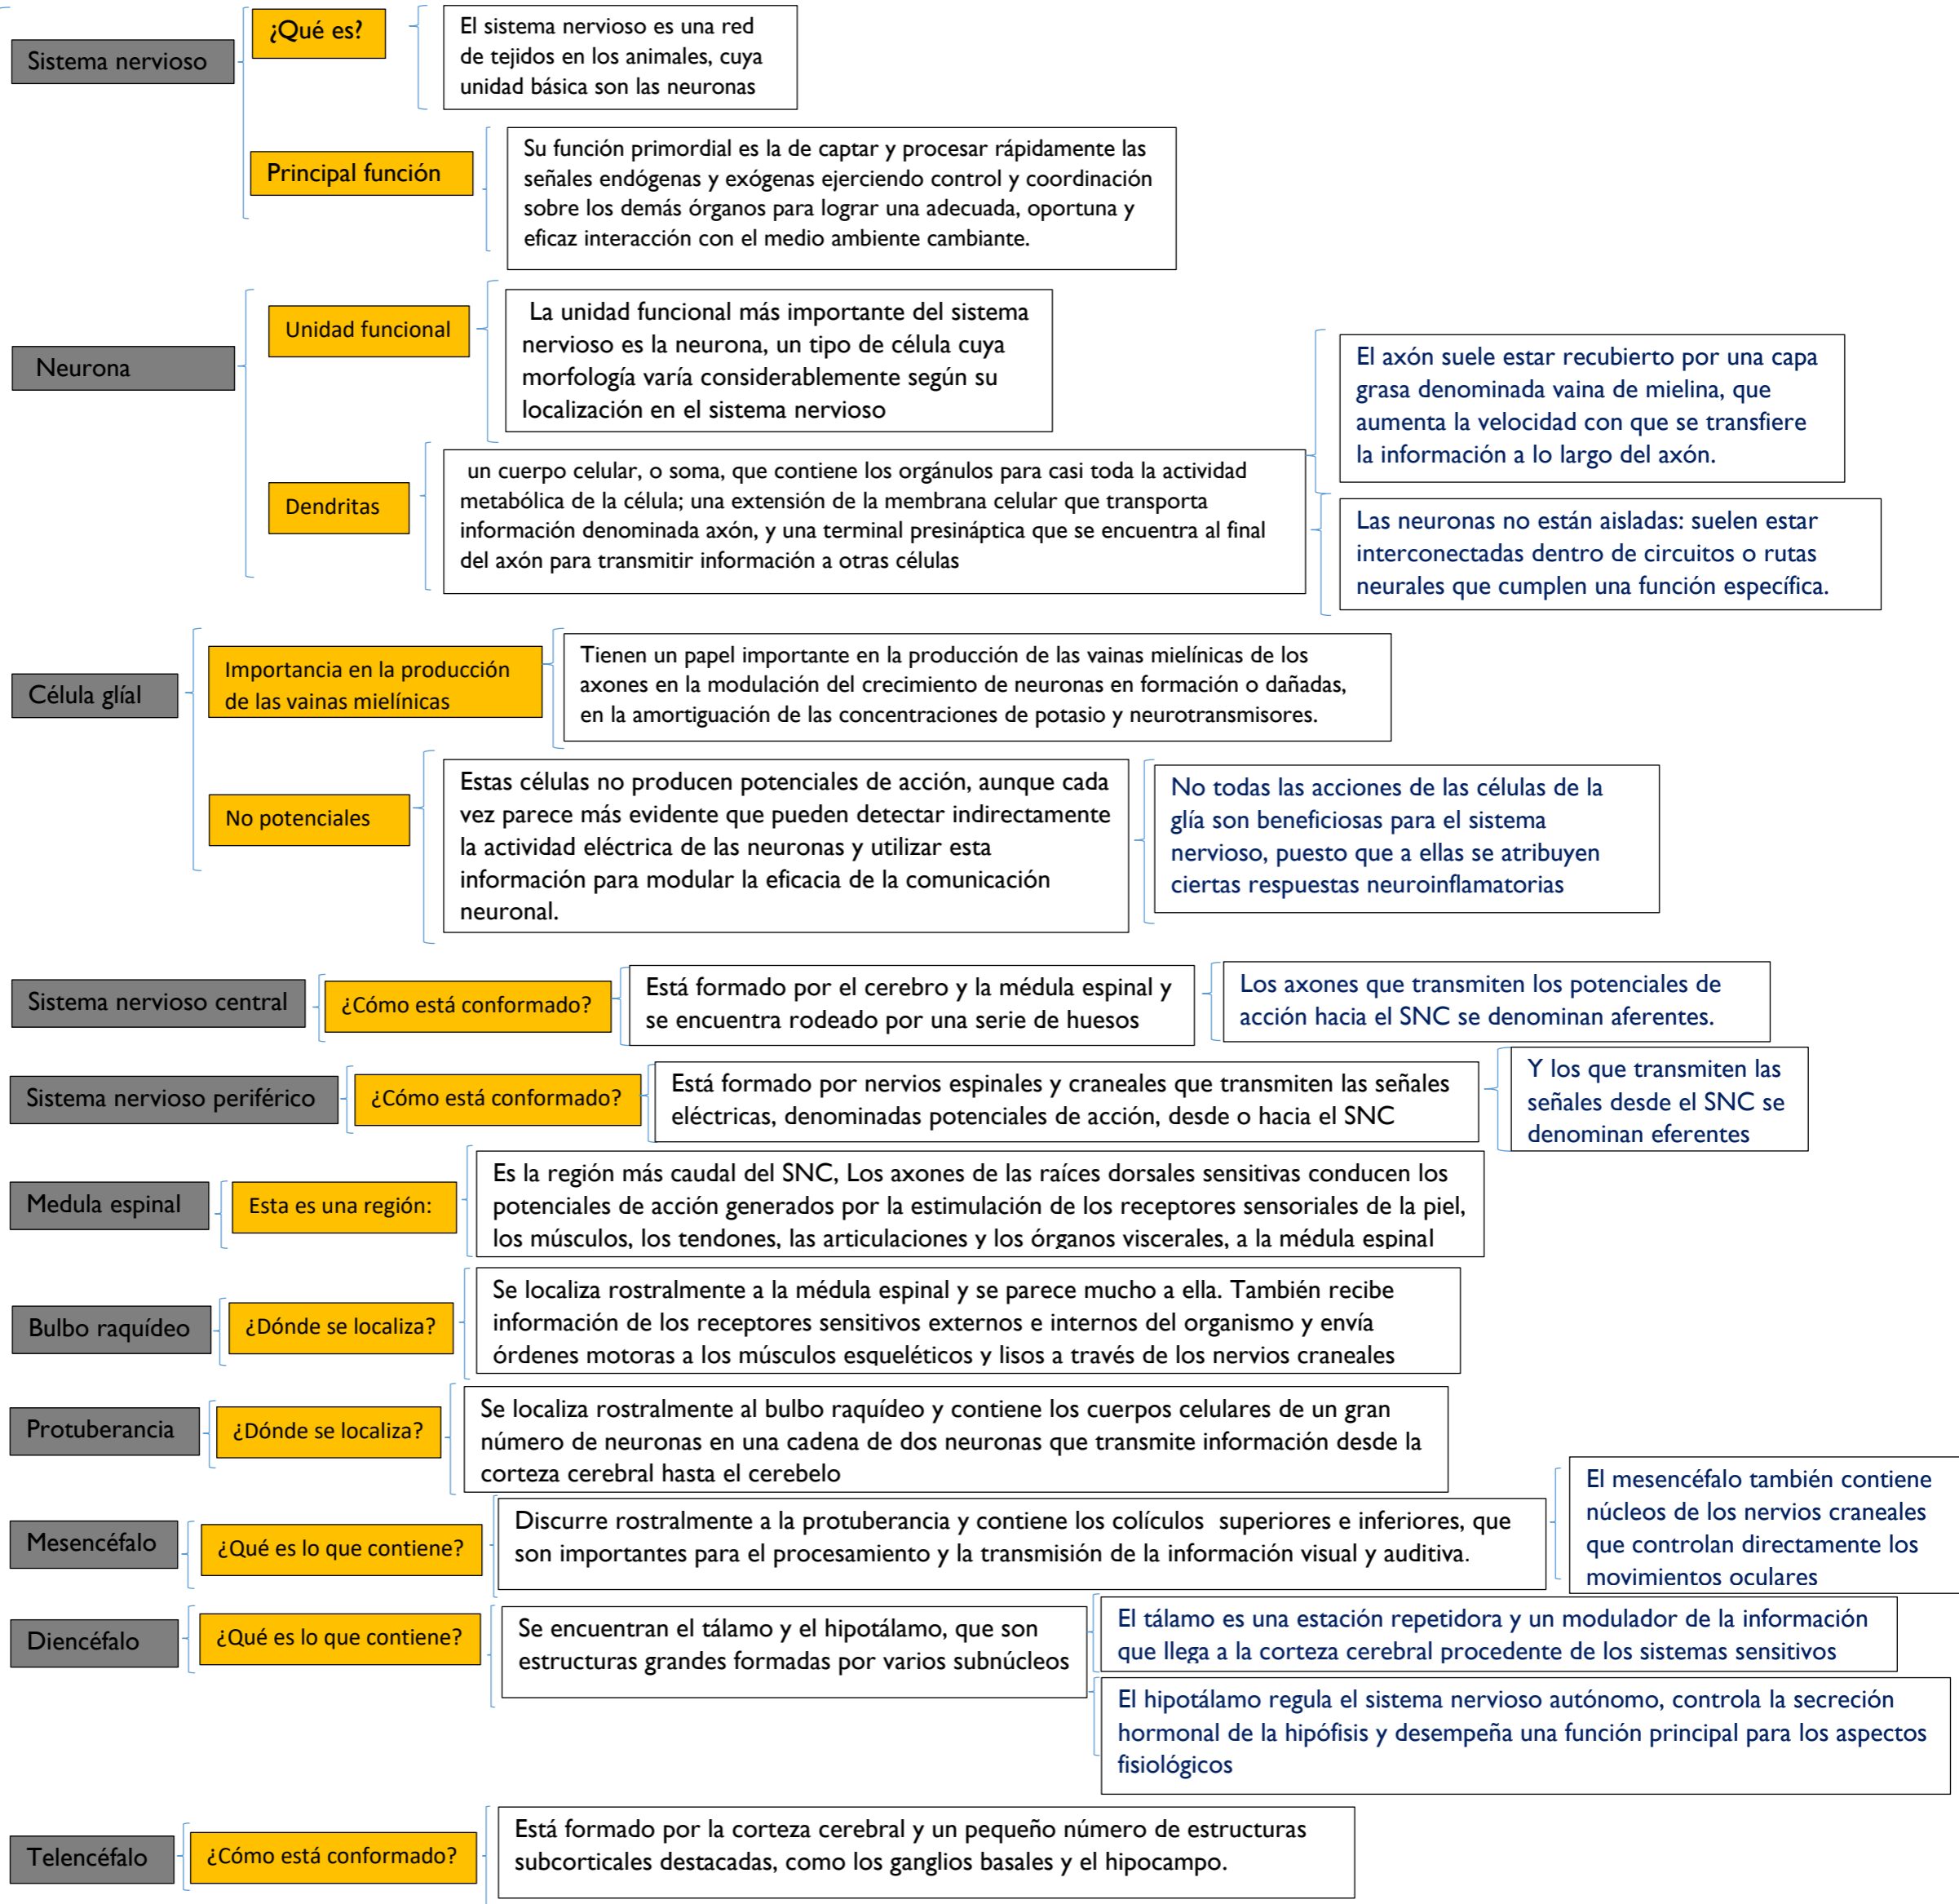 Sistema nervioso
¿Qué es?
El sistema nervioso es una red
de tejidos en los animales, cuya
unidad básica son las neuronas
Principal función
Su función primordial es la de captar y procesar rápidamente las
señales endógenas y exógenas ejerciendo control y coordinación
sobre los demás órganos para lograr una adecuada, oportuna y
eficaz interacción con el medio ambiente cambiante.
Neurona
Unidad funcional
La unidad funcional más importante del sistema
nervioso es la neurona, un tipo de célula cuya
morfología varía considerablemente según su
localización en el sistema nervioso
Dendritas
un cuerpo celular, o soma, que contiene los orgánulos para casi toda la actividad
metabólica de la célula; una extensión de la membrana celular que transporta
información denominada axón, y una terminal presináptica que se encuentra al final
del axón para transmitir información a otras células
El axón suele estar recubierto por una capa
grasa denominada vaina de mielina, que
aumenta la velocidad con que se transfiere
la información a lo largo del axón.
Las neuronas no están aisladas: suelen estar
interconectadas dentro de circuitos o rutas
neurales que cumplen una función específica.
Célula glíal
Importancia en la producción
de las vainas mielínicas
Tienen un papel importante en la producción de las vainas mielínicas de los
axones en la modulación del crecimiento de neuronas en formación o dañadas,
en la amortiguación de las concentraciones de potasio y neurotransmisores.
No potenciales
Estas células no producen potenciales de acción, aunque cada
vez parece más evidente que pueden detectar indirectamente
la actividad eléctrica de las neuronas y utilizar esta
información para modular la eficacia de la comunicación
neuronal.
No todas las acciones de las células de la
glía son beneficiosas para el sistema
nervioso, puesto que a ellas se atribuyen
ciertas respuestas neuroinflamatorias
Sistema nervioso central
¿Cómo está conformado?
Está formado por el cerebro y la médula espinal y
se encuentra rodeado por una serie de huesos
Los axones que transmiten los potenciales de
acción hacia el SNC se denominan aferentes.
Sistema nervioso periférico
¿Cómo está conformado?
Está formado por nervios espinales y craneales que transmiten las señales
eléctricas, denominadas potenciales de acción, desde o hacia el SNC
Y los que transmiten las
señales desde el SNC se
denominan eferentes
Medula espinal
Esta es una región:
Es la región más caudal del SNC, Los axones de las raíces dorsales sensitivas conducen los
potenciales de acción generados por la estimulación de los receptores sensoriales de la piel,
los músculos, los tendones, las articulaciones y los órganos viscerales, a la médula espinal
Bulbo raquídeo
¿Dónde se localiza?
Se localiza rostralmente a la médula espinal y se parece mucho a ella. También recibe
información de los receptores sensitivos externos e internos del organismo y envía
órdenes motoras a los músculos esqueléticos y lisos a través de los nervios craneales
Protuberancia
¿Dónde se localiza?
Se localiza rostralmente al bulbo raquídeo y contiene los cuerpos celulares de un gran
número de neuronas en una cadena de dos neuronas que transmite información desde la
corteza cerebral hasta el cerebelo
Mesencéfalo
¿Qué es lo que contiene?
Discurre rostralmente a la protuberancia y contiene los colículos superiores e inferiores, que
son importantes para el procesamiento y la transmisión de la información visual y auditiva.
El mesencéfalo también contiene
núcleos de los nervios craneales
que controlan directamente los
movimientos oculares
Diencéfalo
¿Qué es lo que contiene?
Se encuentran el tálamo y el hipotálamo, que son
estructuras grandes formadas por varios subnúcleos
El tálamo es una estación repetidora y un modulador de la información
que llega a la corteza cerebral procedente de los sistemas sensitivos
El hipotálamo regula el sistema nervioso autónomo, controla la secreción
hormonal de la hipófisis y desempeña una función principal para los aspectos
fisiológicos
Telencéfalo
¿Cómo está conformado?
Está formado por la corteza cerebral y un pequeño número de estructuras
subcorticales destacadas, como los ganglios basales y el hipocampo.